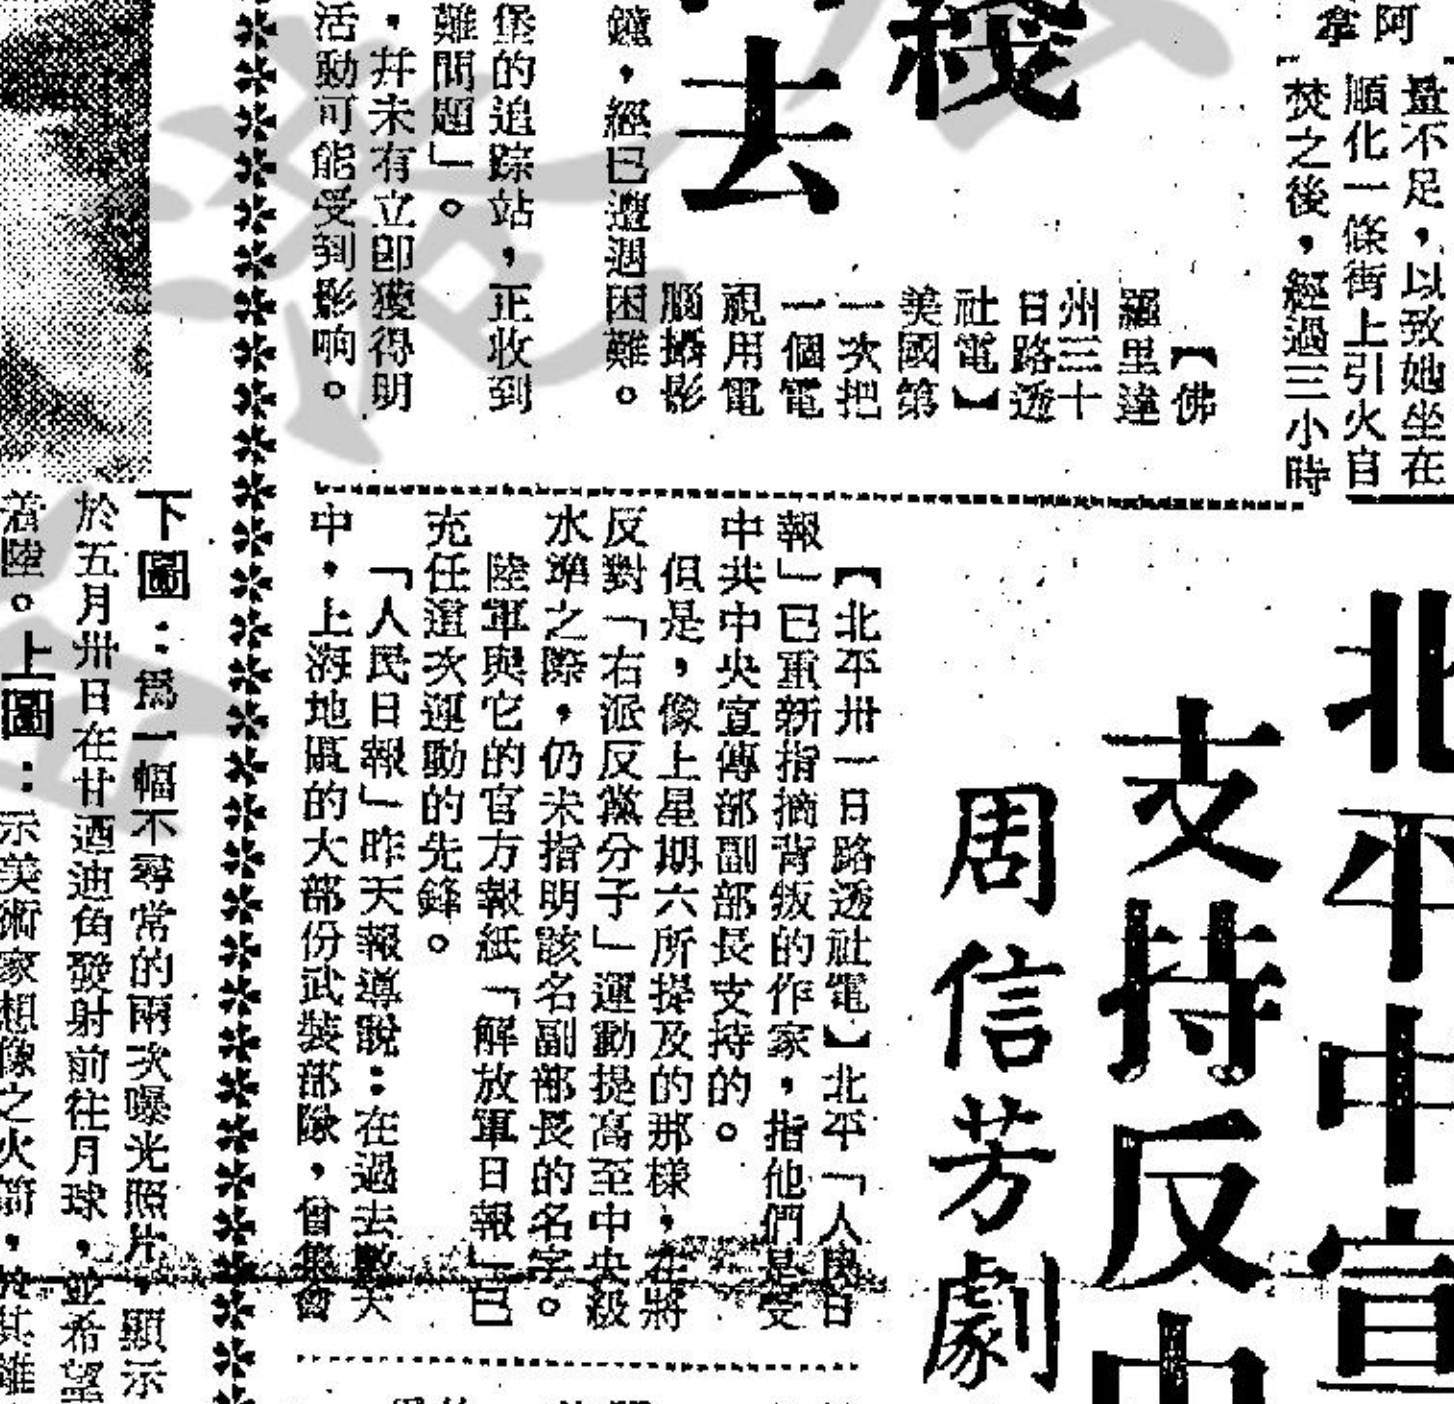 阿
拿
量不足，以致她坐在
順化一條街上引火自
焚之後，經過三小時
綫
去
【佛
羅里達
州三十
日路透
社電】
美國第
一次把
一個電
視用電
腦攝影
鐘，經已遭遇困難。
堡的追踪站，正收到
難問題」。
，幷未有立卽獲得明
活動可能受到影响。
北平中宣
支持反中
周信芳劇
【北平卅一日路透社電】北平「人民日
報」已重新指摘背叛的作家，指他們是受
中共中央宣傳部副部長支持的。
但是，像上星期六所提及的那樣，在將
反對「右派反黨分子」運動提高至中央級
水準之際，仍未指明該名副部長的名字。
陸軍與它的官方報紙「解放軍日報」已
充任這次運動的先鋒。
「人民日報」昨天報導說：在過去數天
中，上海地區的大部份武裝部隊，曾集會
下圖：爲一幅不尋常的兩次曝光照片，顯示
於五月卅日在甘迺迪角發射前往月球，並希望
着陸。上圖：示美術家想像之火箭，於其離